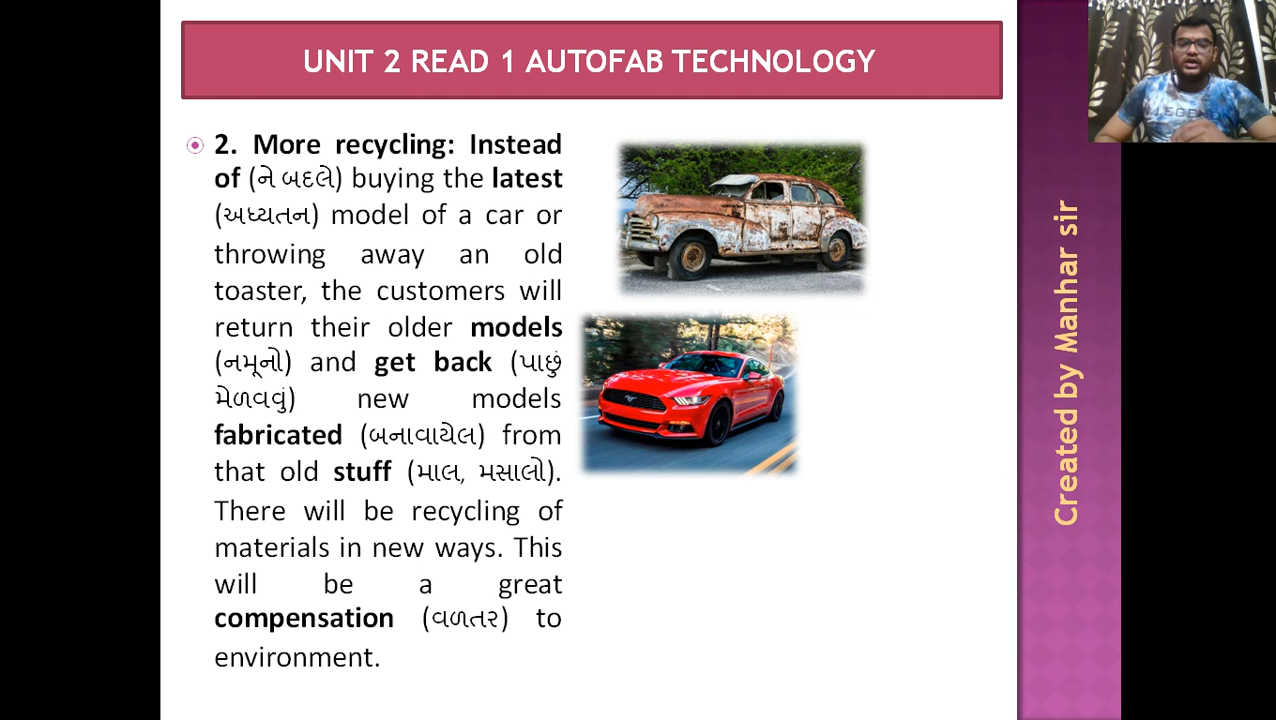 UNIT 2 READ 1 AUTOFAB TECHNOLOGY
2. More recycling: Instead
of (ને બદલે) buying the latest
(અધ્યતન) model of a car or
throwing away an old
toaster, the customers will
return their older models
(નમૂનો) and get back (પાછું
મેળવવું) new models
fabricated (બનાવાયેલ) from
that old stuff (માલ, મસાલો).
There will be recycling of
materials in new ways. This
will be a great
compensation (વળતર) to
environment.
Created by Manhar sir
LEGEND